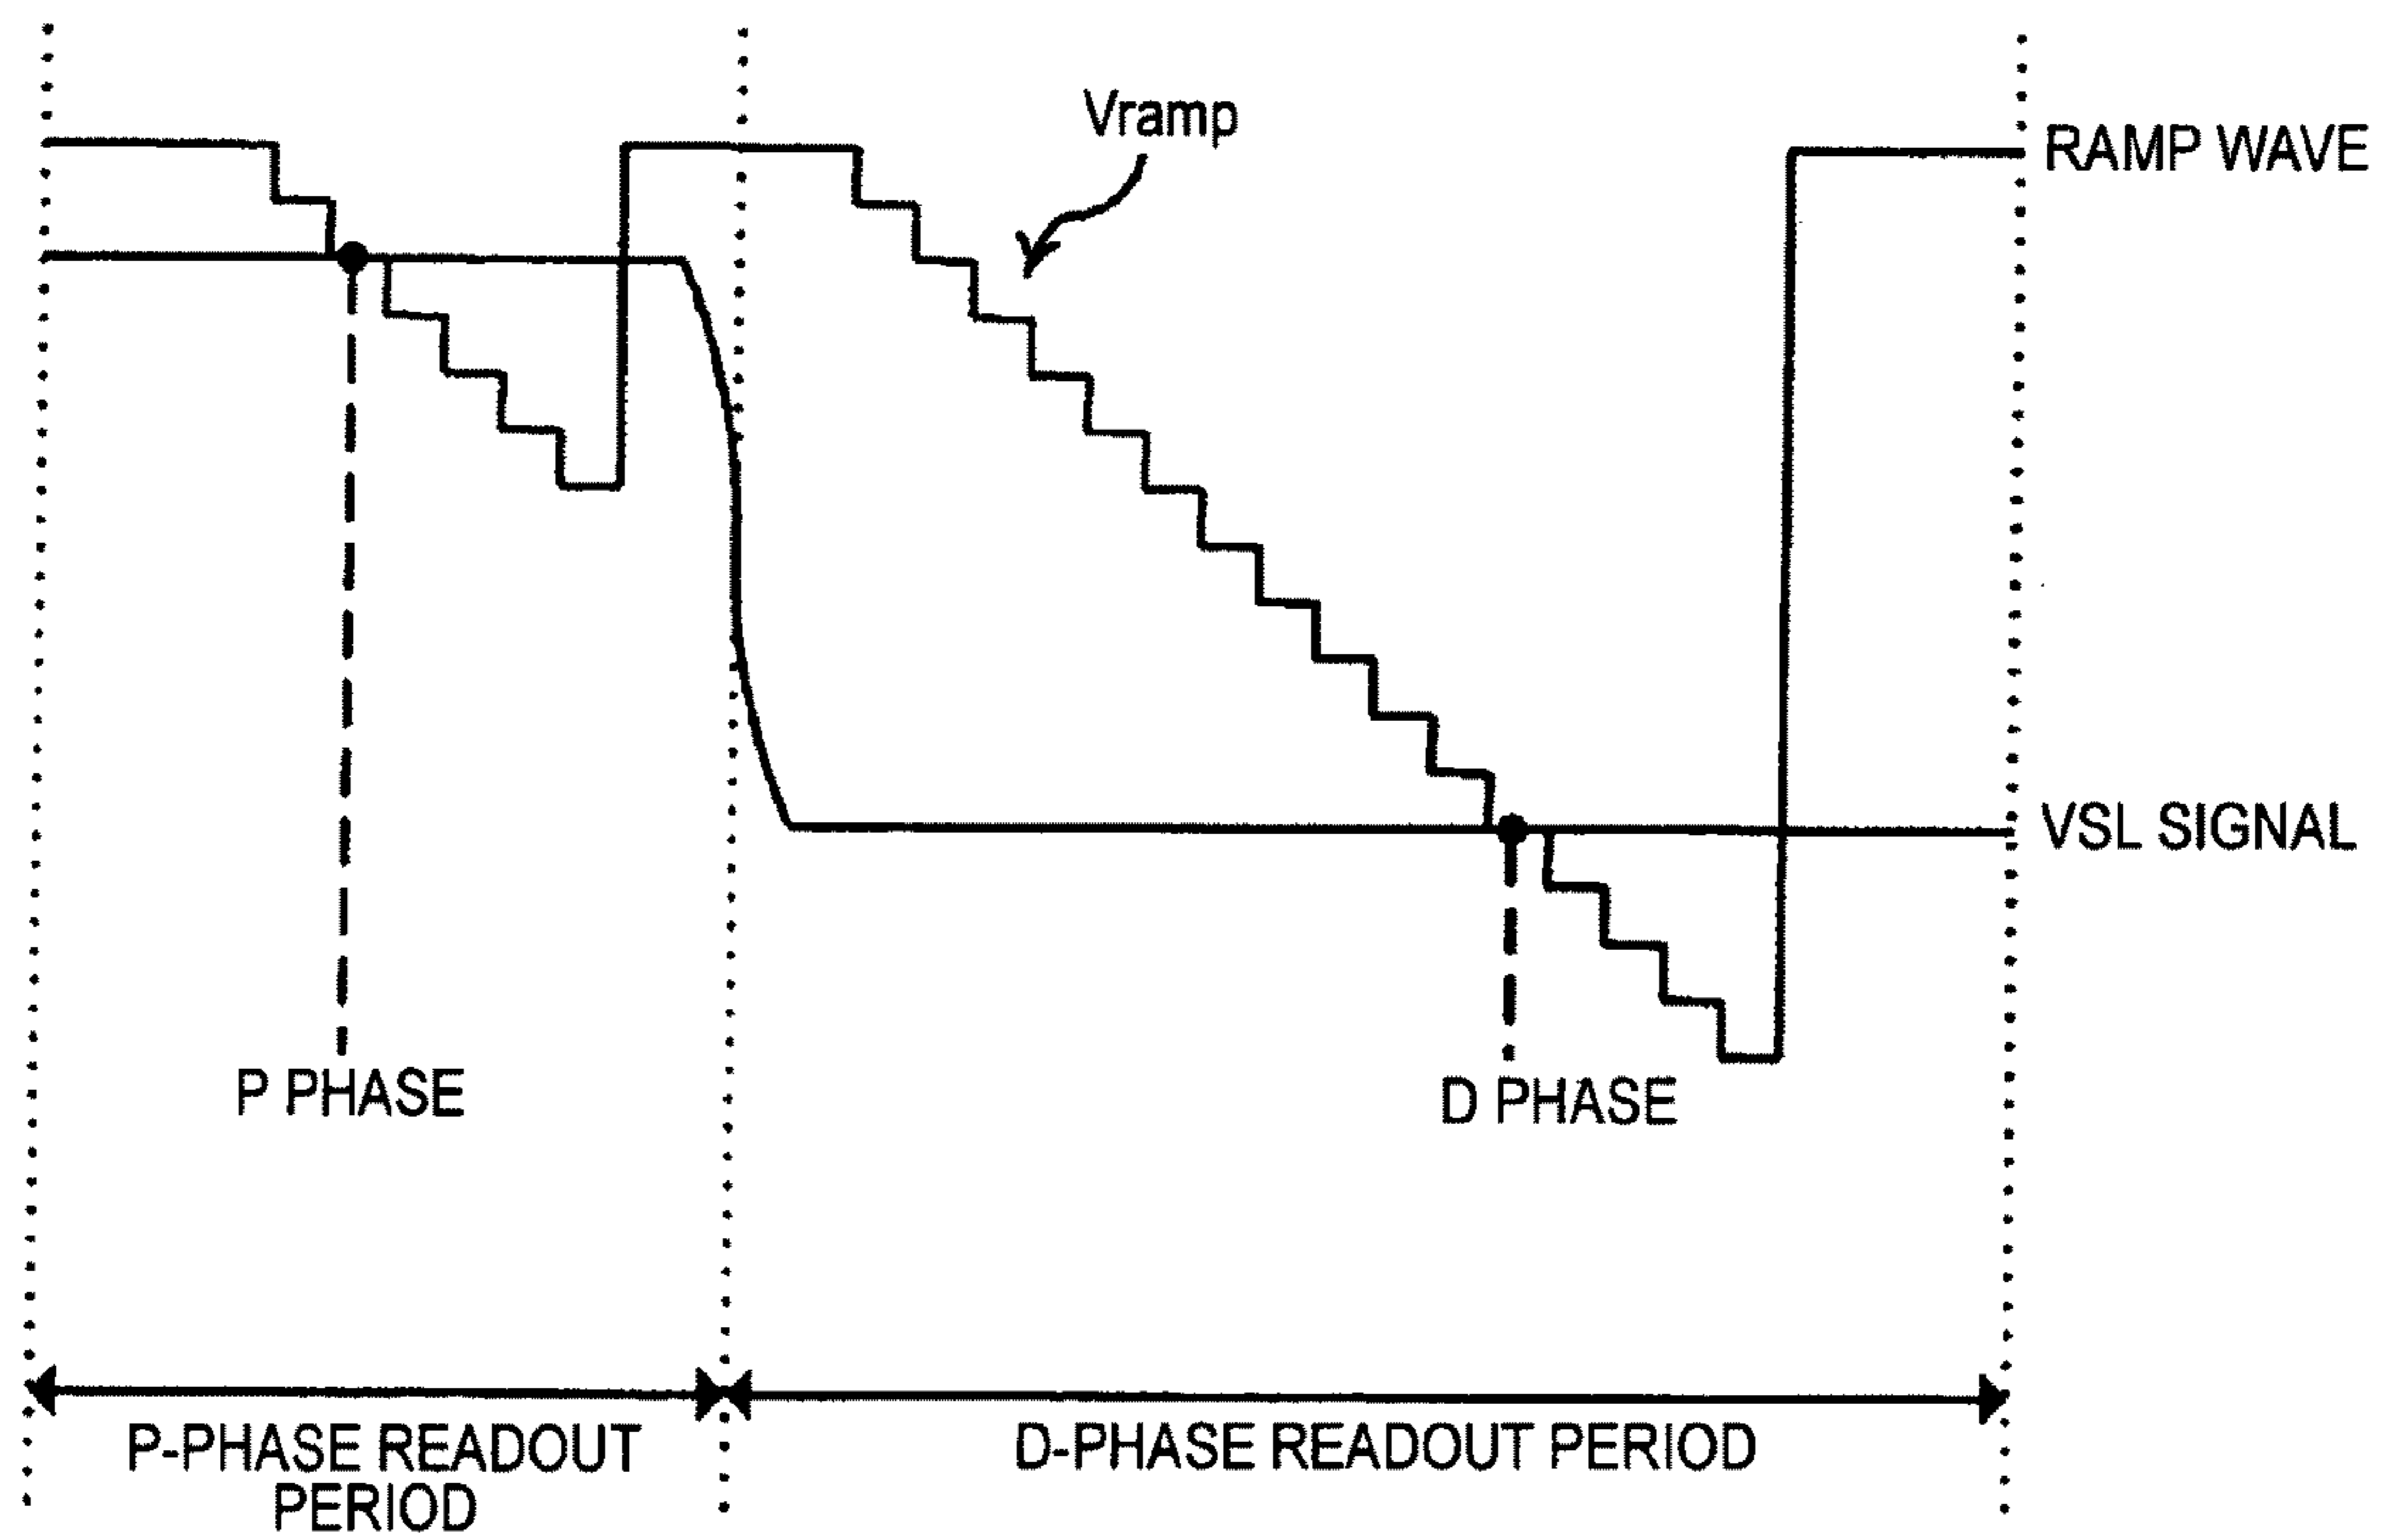 Vramp
RAMP WAVE
VSL SIGNAL
P PHASE
D PHASE
P-PHASE READOUT
PERIOD
D-PHASE READOUT PERIOD